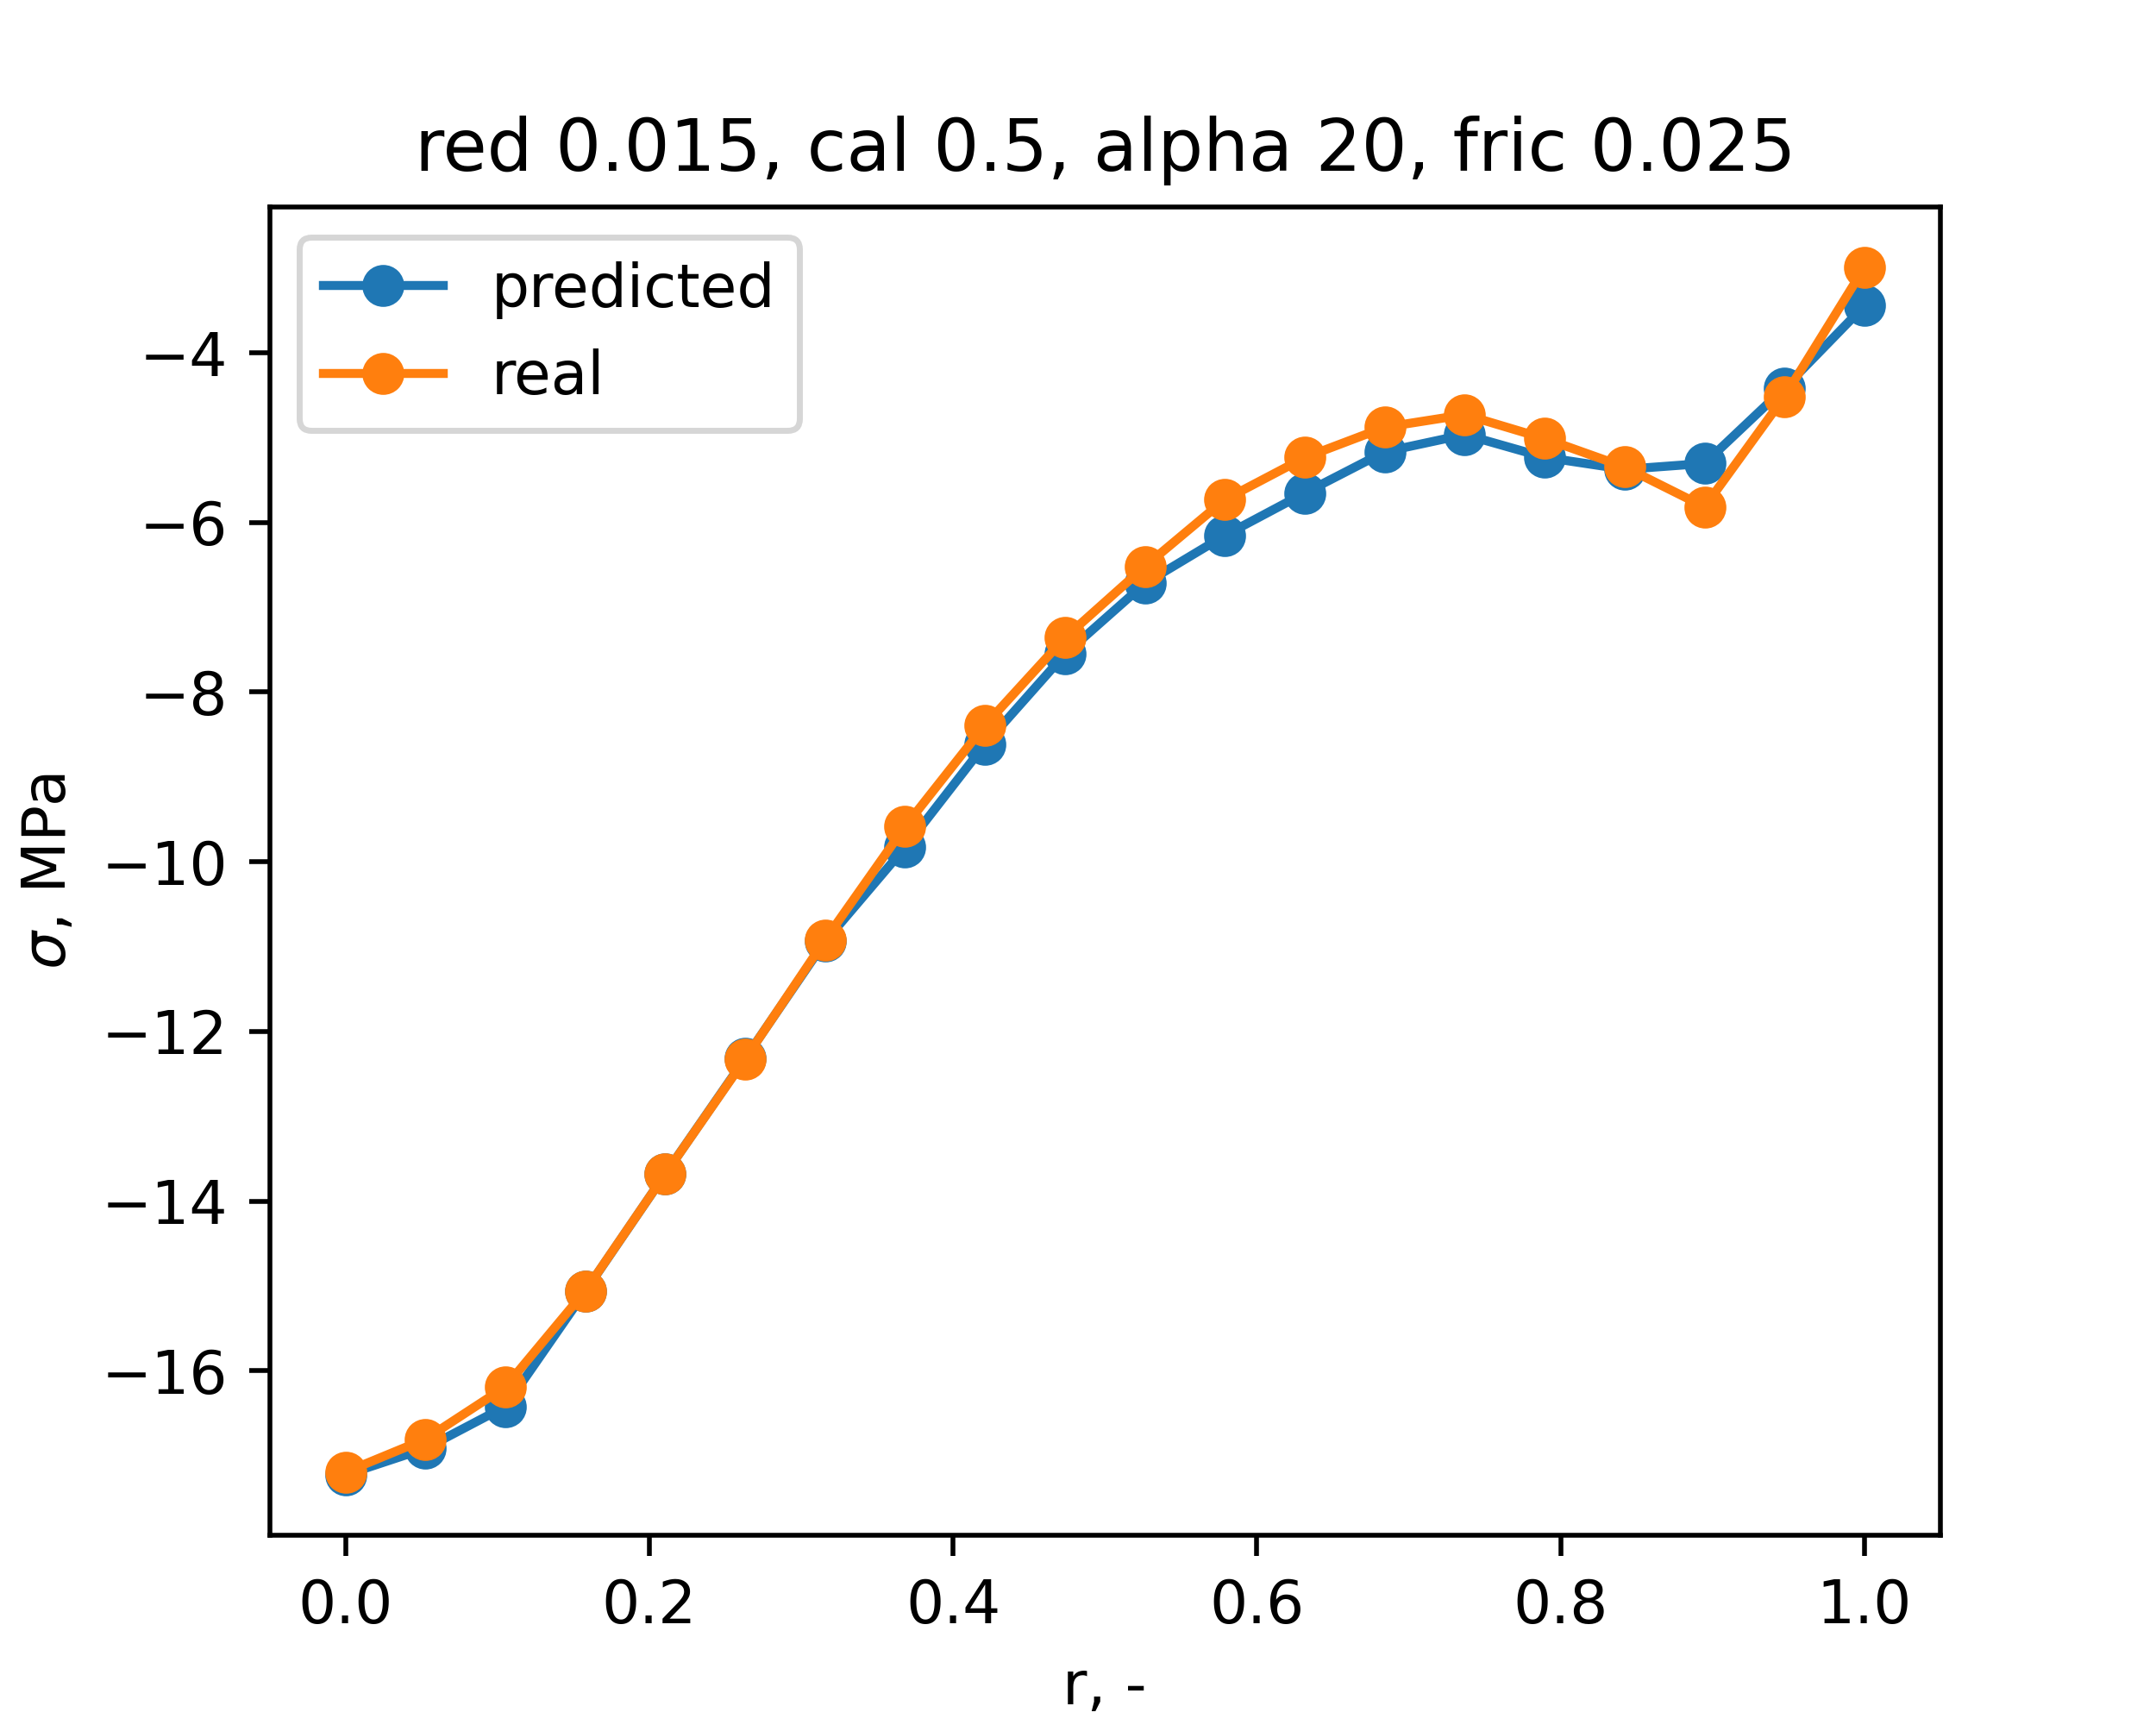 red 0.015, cal 0.5, alpha 20, fric 0.025
predicted
real
−4
−6
−8
−10
−12
−14
−16
σ, MPa
0.0 0.2 0.4 0.6 0.8 1.0
r, -